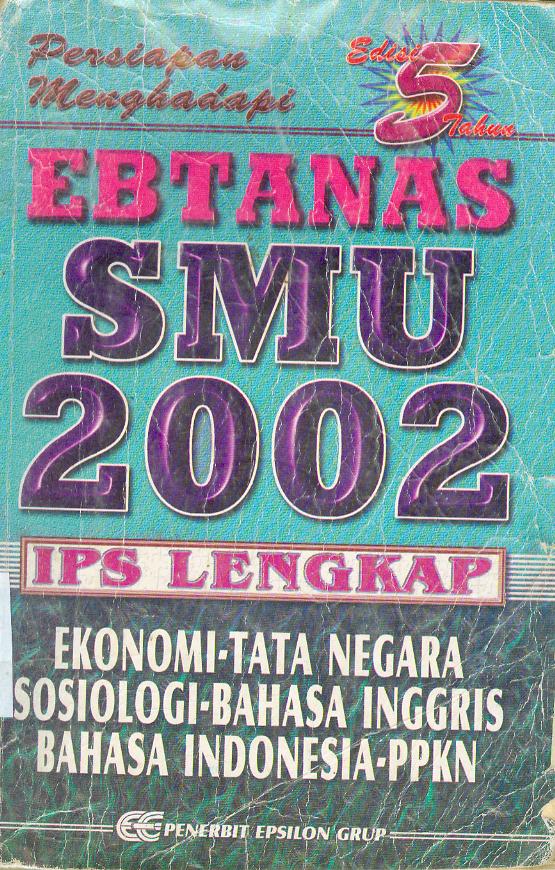 Persiapan
Menghadapi
Edisi
5
Tahun
EBTANAS
SMU
2002
IPS LENGKAP
EKONOMI-TATA NEGARA
SOSIOLOGI-BAHASA INGGRIS
BAHASA INDONESIA-PPKN
PENERBIT EPSILON GRUP